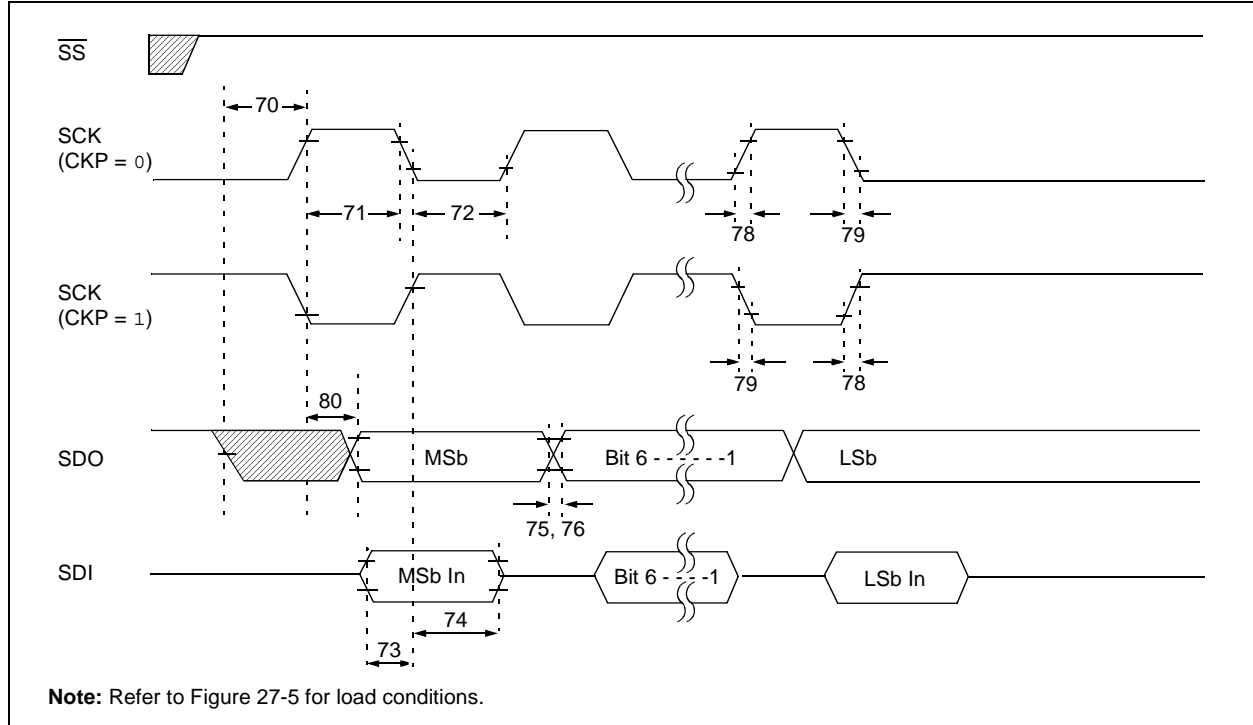 SS
70
SCK
(CKP = 0)
71
72
78
79
SCK
(CKP = 1)
79
78
80
SDO
MSb
Bit 6 - - - - - - 1
LSb
75, 76
SDI
MSb In
Bit 6 - - - - - 1
LSb In
74
73
Note: Refer to Figure 27-5 for load conditions.